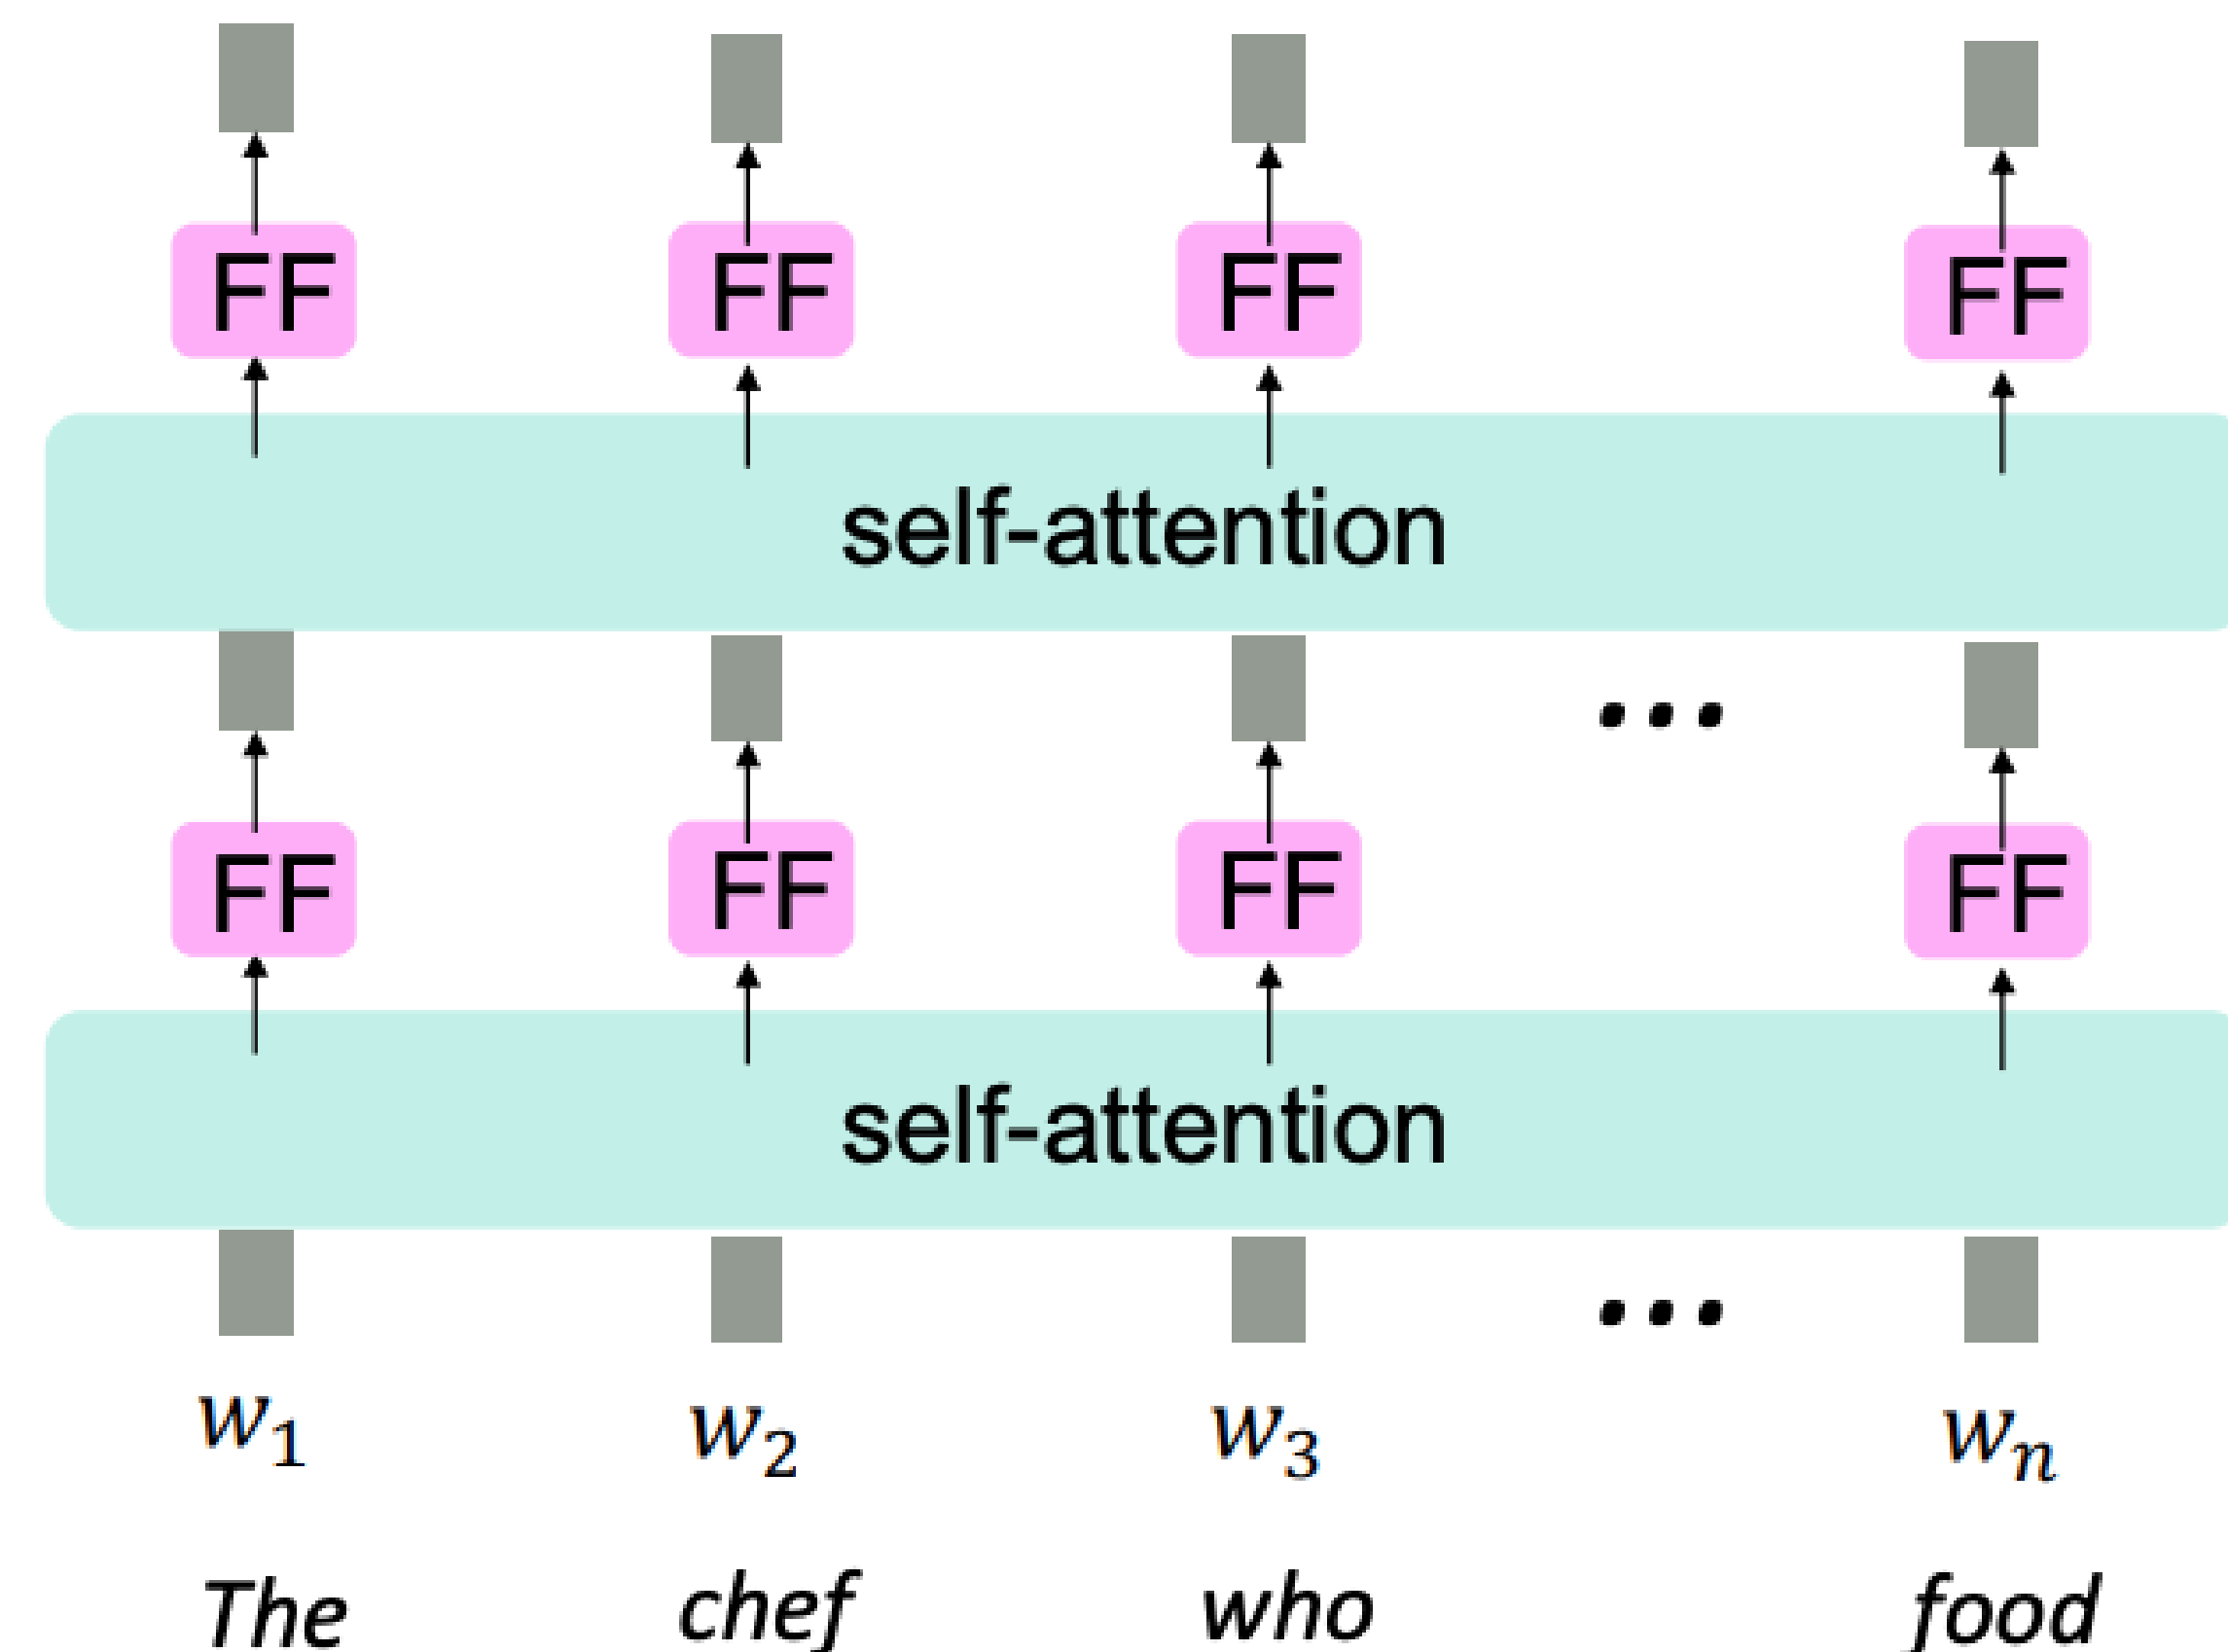 FF FF FF FF
self-attention
...
FF FF FF FF
self-attention
...
w₁ w₂ w₃ wₙ
The chef who food